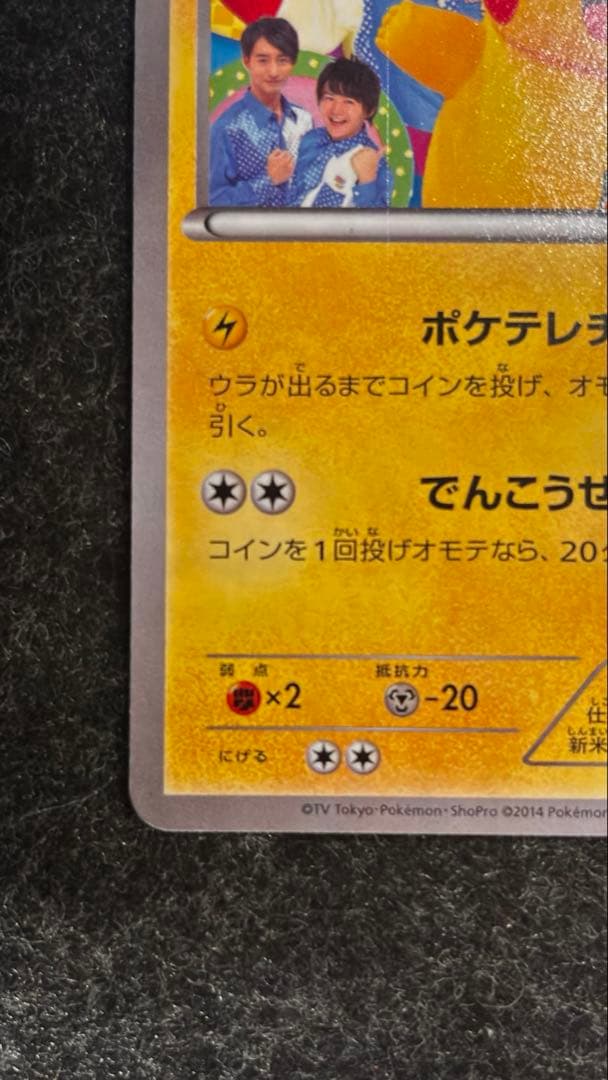 ポケテレチ
ウラが出るまでコインを投げ、オモ
引く。
でんこうせ
コインを1回投げオモテなら、20
弱点 抵抗力
×2 -20
にげる
仕
新米
©TV Tokyo・Pokémon・ShoPro ©2014 Pokémon